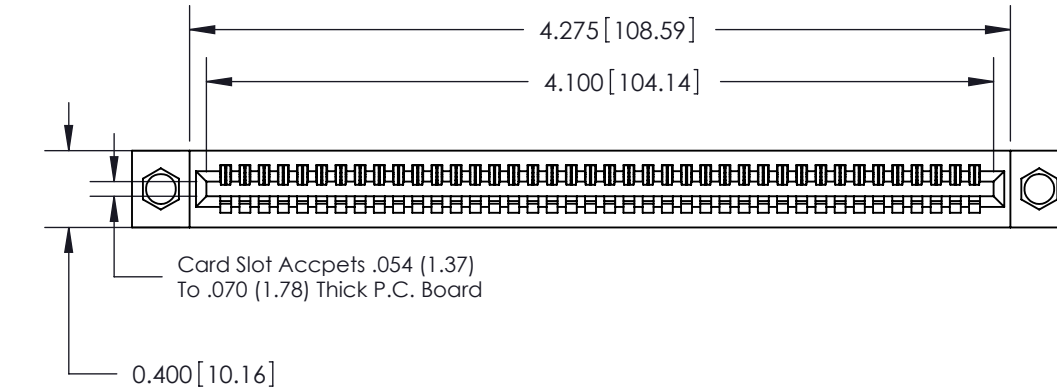 4.275[108.59]
4.100[104.14]
Card Slot Accpets .054 (1.37)
To .070 (1.78) Thick P.C. Board
0.400[10.16]